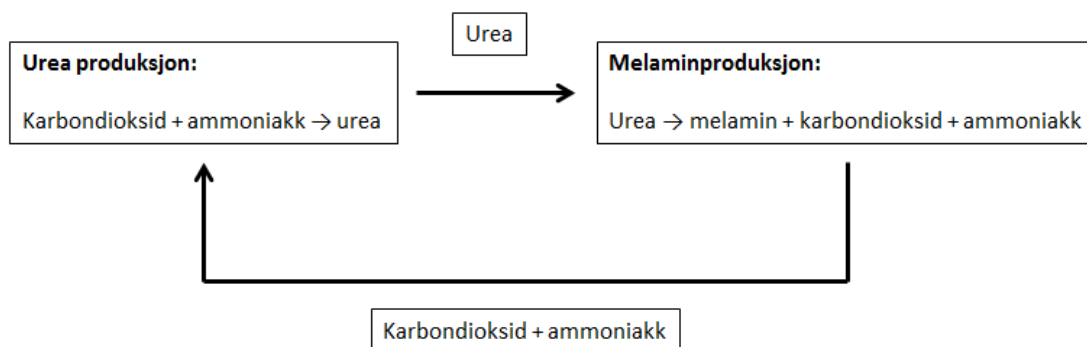 Urea
Urea produksjon:
Karbondioksid + ammoniakk → urea
Melaminproduksjon:
Urea → melamin + karbondioksid + ammoniakk
Karbondioksid + ammoniakk